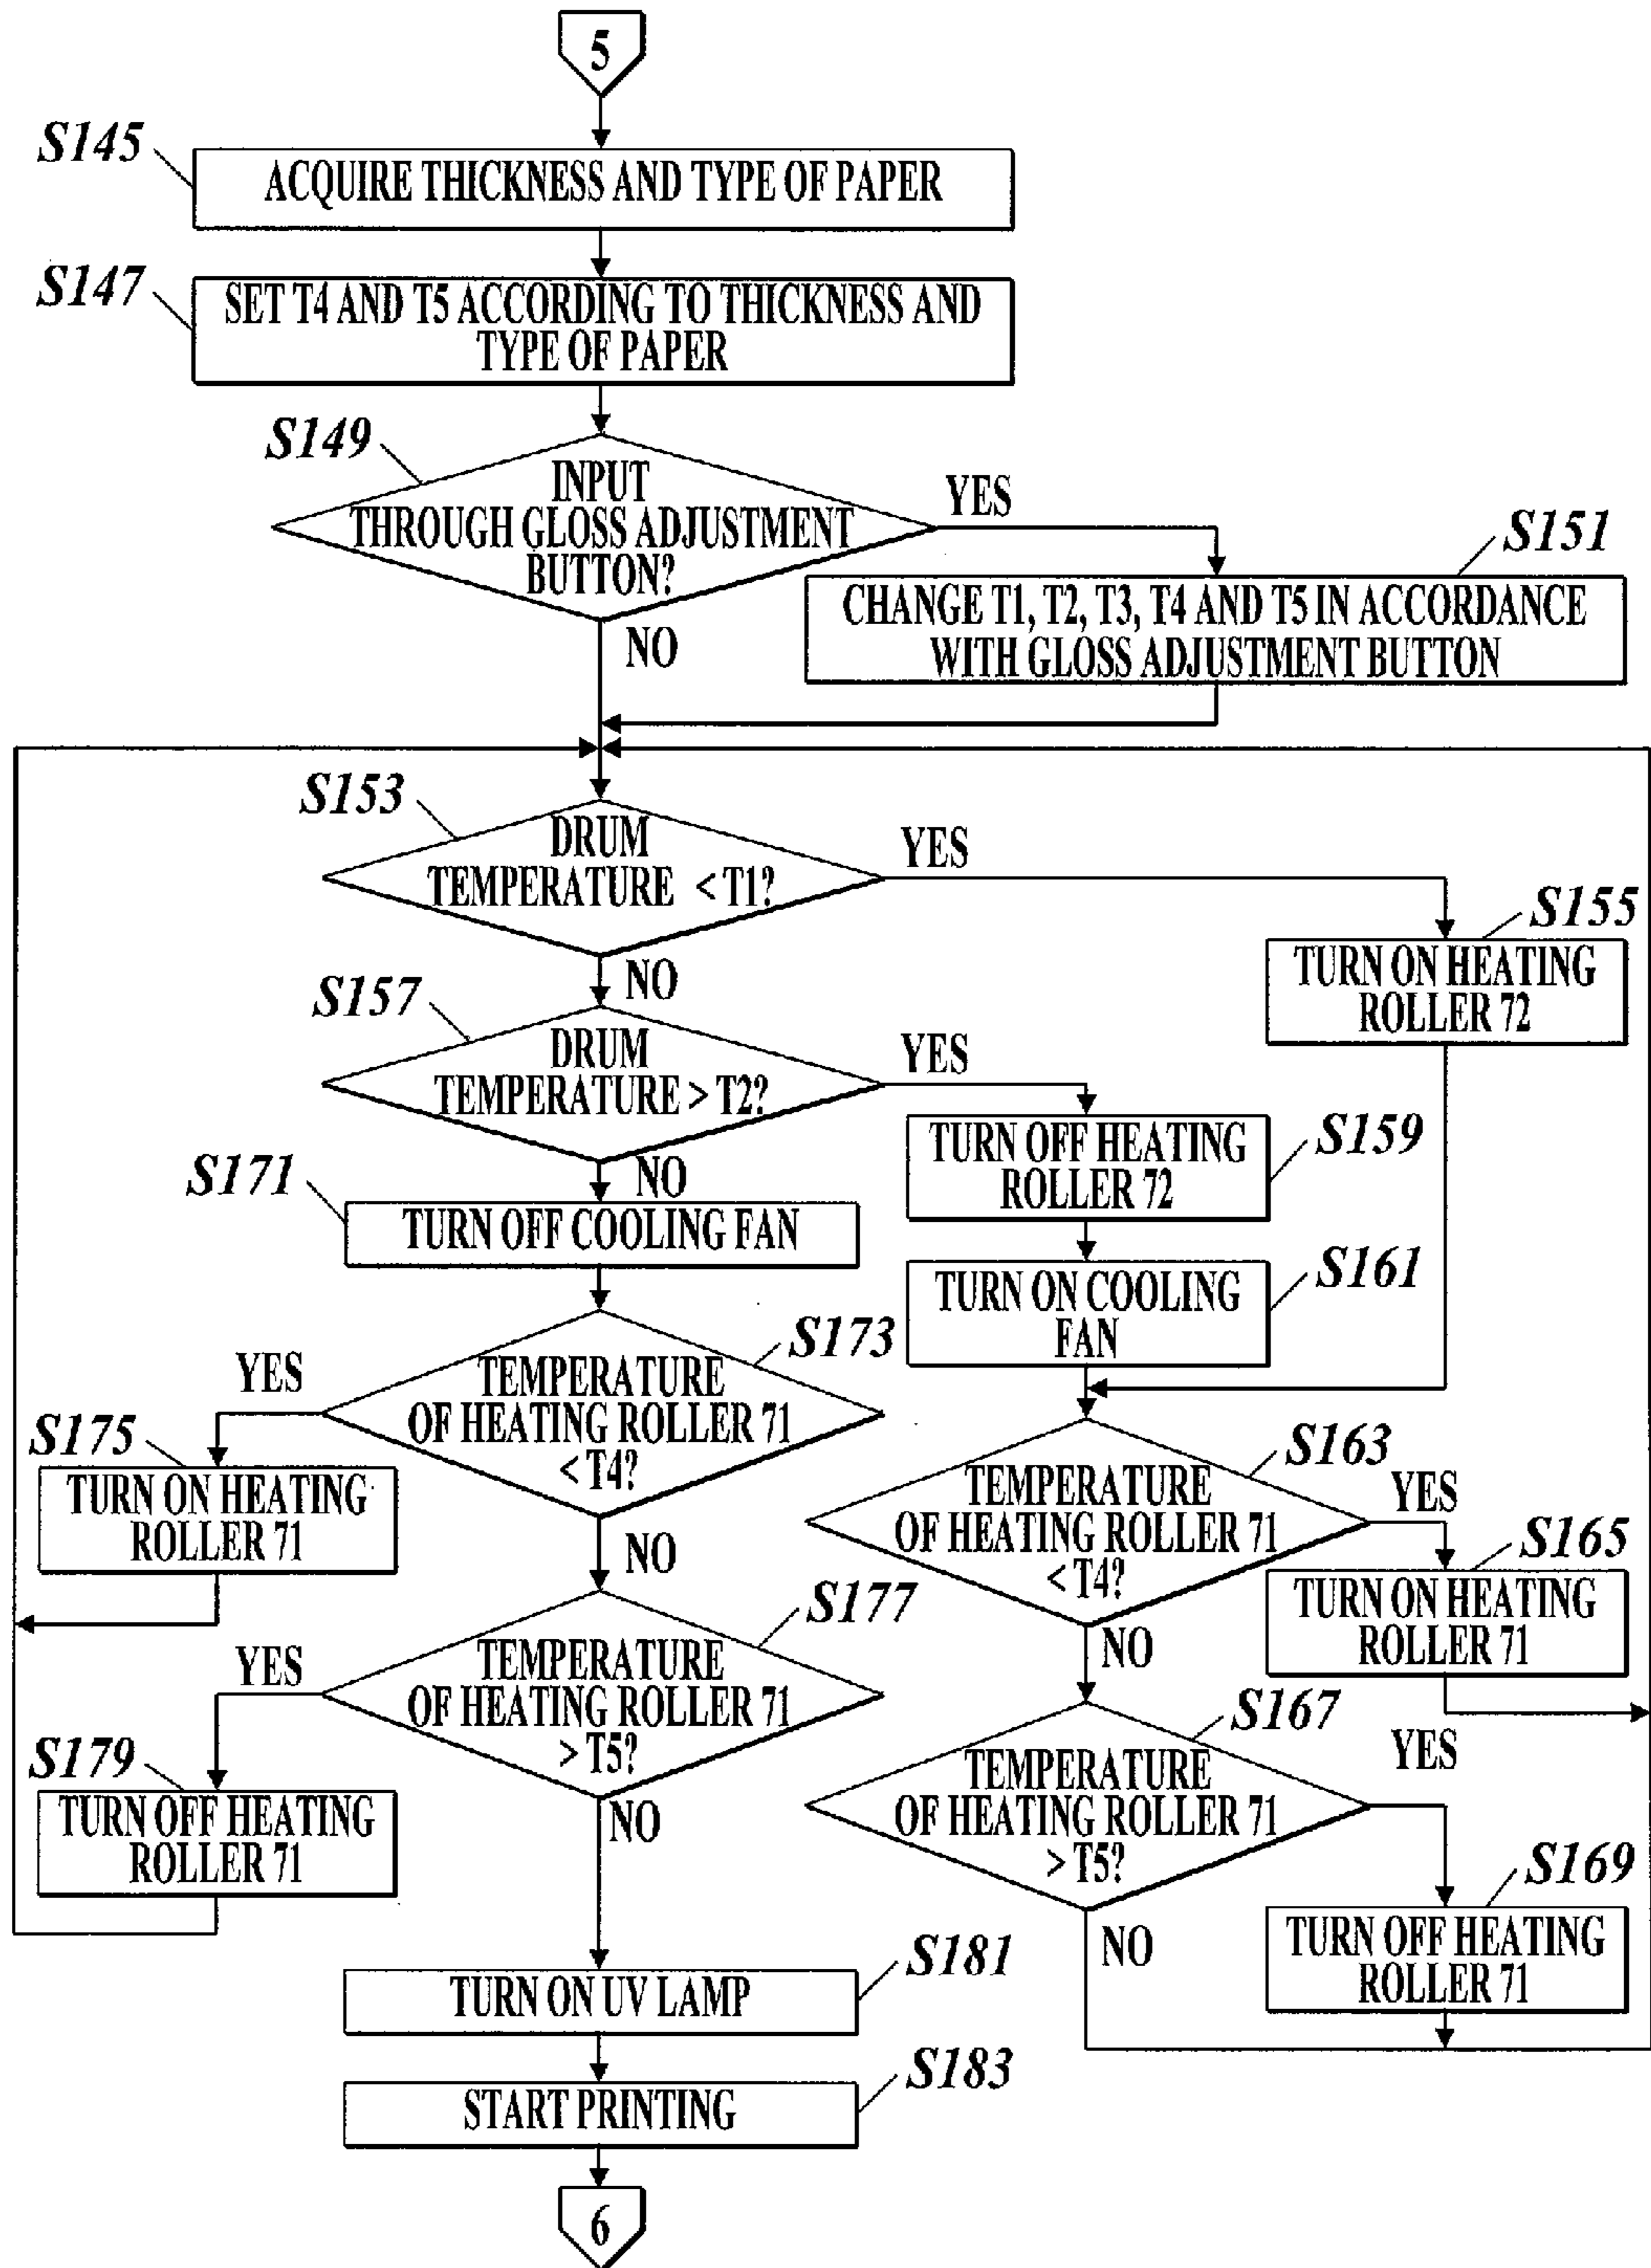 5
S145
ACQUIRE THICKNESS AND TYPE OF PAPER
S147
SET T4 AND T5 ACCORDING TO THICKNESS AND
TYPE OF PAPER
S149
INPUT
THROUGH GLOSS ADJUSTMENT
BUTTON?
YES
NO
S151
CHANGE T1, T2, T3, T4 AND T5 IN ACCORDANCE
WITH GLOSS ADJUSTMENT BUTTON
S153
DRUM
TEMPERATURE < T1?
YES
NO
S155
TURN ON HEATING
ROLLER 72
S157
DRUM
TEMPERATURE > T2?
YES
NO
S159
TURN OFF HEATING
ROLLER 72
S161
TURN ON COOLING
FAN
S171
TURN OFF COOLING FAN
S173
TEMPERATURE
OF HEATING ROLLER 71
< T4?
YES
NO
S175
TURN ON HEATING
ROLLER 71
S163
TEMPERATURE
OF HEATING ROLLER 71
< T4?
YES
NO
S165
TURN ON HEATING
ROLLER 71
S177
TEMPERATURE
OF HEATING ROLLER 71
> T5?
YES
NO
S179
TURN OFF HEATING
ROLLER 71
S167
TEMPERATURE
OF HEATING ROLLER 71
> T5?
YES
NO
S169
TURN OFF HEATING
ROLLER 71
S181
TURN ON UV LAMP
S183
START PRINTING
6